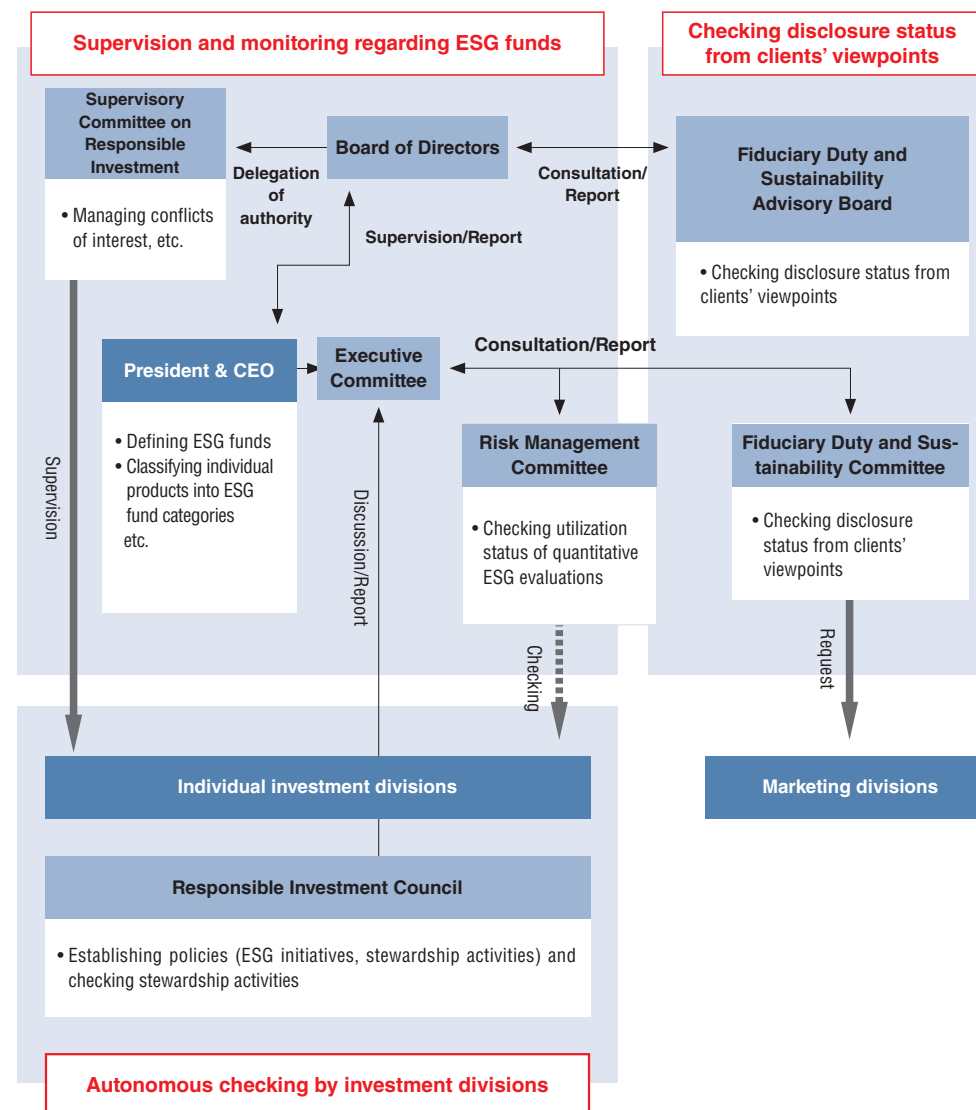 Supervision and monitoring regarding ESG funds
Checking disclosure status
from clients’ viewpoints
Supervisory
Committee on
Responsible
Investment
• Managing conflicts
of interest, etc.
Delegation
of
authority
Board of Directors
Consultation/
Report
Fiduciary Duty and
Sustainability
Advisory Board
• Checking disclosure status from
clients’ viewpoints
Supervision/Report
President & CEO
• Defining ESG funds
• Classifying individual
products into ESG
fund categories
etc.
Executive
Committee
Consultation/Report
Risk Management
Committee
• Checking utilization
status of quantitative
ESG evaluations
Fiduciary Duty and Sus-
tainability Committee
• Checking disclosure
status from clients’
viewpoints
Supervision
Discussion/Report
Checking
Request
Individual investment divisions
Marketing divisions
Responsible Investment Council
• Establishing policies (ESG initiatives, stewardship activities) and
checking stewardship activities
Autonomous checking by investment divisions